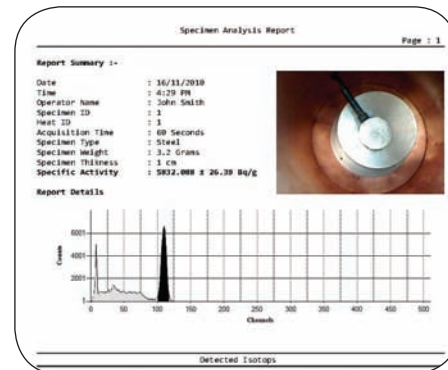 Specimen Analysis Report
Page : 1
Report Summary :-
Date : 16/11/2010
Time : 4:29 PM
Operator Name : John Smith
Specimen ID : 1
Heat ID : 1
Acquisition Time : 60 Seconds
Specimen Type : Steel
Specimen Weight : 3.2 Grams
Specimen Thikness : 1 cm
Specific Activity : 5832.088 ± 26.39 Bq/g
Report Details
Counts
6001
4001
2001
1
0 50 100 150 200 250 300 350 400 450 500
Channels
Detected Isotops